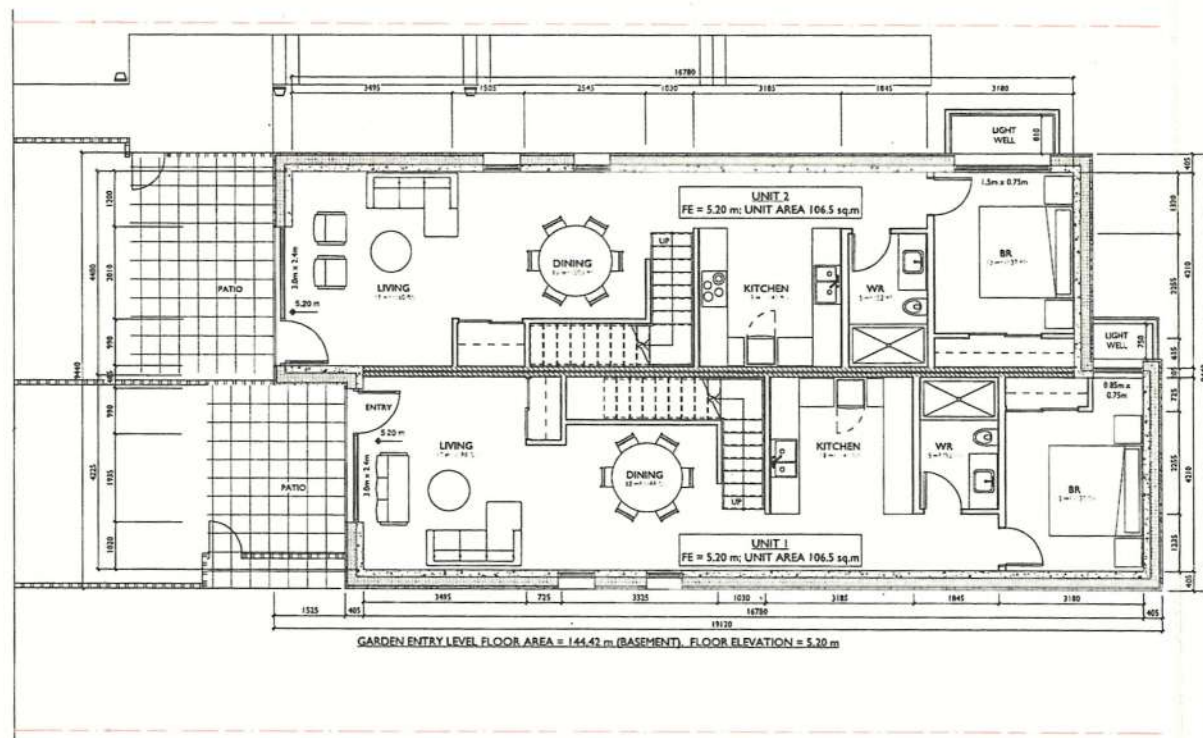 16780
3495
1505
2545
1030
3185
1845
3180
LIGHT
WELL
810
405
1200
4400
2010
990
9440
405
3.0m x 2.4m
PATIO
5.20 m
LIVING
DINING
UP
UNIT 2
FE = 5.20 m; UNIT AREA 106.5 sq.m
KITCHEN
WR
1.5m x 0.75m
BR
1320
2255
4210
635
LIGHT
WELL
750
ENTRY
5.20 m
3.0m x 2.4m
PATIO
990
4225
1935
1020
LIVING
DINING
UP
KITCHEN
WR
0.85m x
0.75m
BR
UNIT 1
FE = 5.20 m; UNIT AREA 106.5 sq.m
725
2255
4210
1235
405
1525
405
3495
725
3325
1030
3185
1845
3180
405
16780
19120
GARDEN ENTRY LEVEL FLOOR AREA = 144.42 m (BASEMENT). FLOOR ELEVATION = 5.20 m